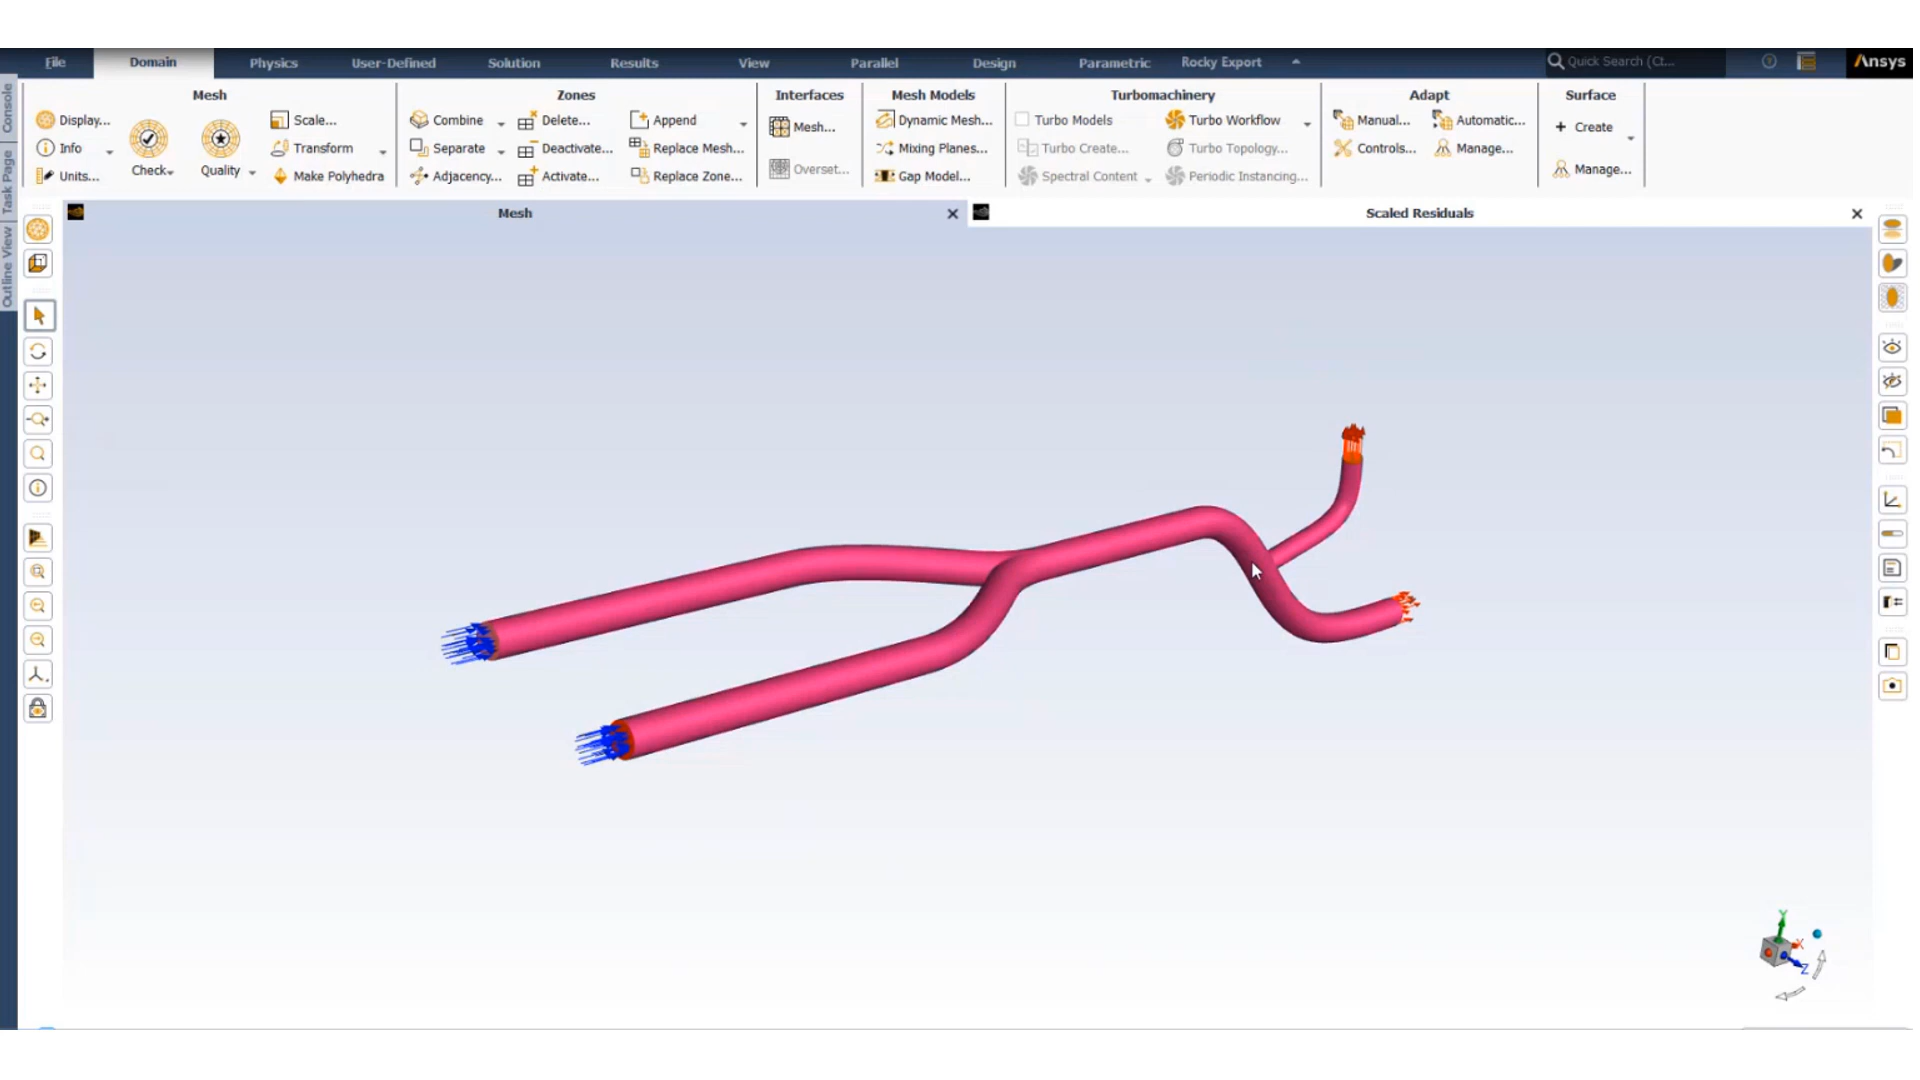 File Domain Physics User-Defined Solution Results View Parallel Design Parametric Rocky Export Quick Search (Ct... Ansys
Mesh Zones Interfaces Mesh Models Turbomachinery Adapt Surface
Display... Scale... Combine Delete... Append Mesh... Dynamic Mesh... Turbo Models Turbo Workflow Manual... Automatic... Create
Info Check Quality Transform Separate Deactivate... Replace Mesh... Overset... Mixing Planes... Turbo Create... Turbo Topology... Controls... Manage... Manage...
Units... Make Polyhedra Adjacency... Activate... Replace Zone... Gap Model... Spectral Content Periodic Instancing...
Console
Task Page
Outline View
Mesh Scaled Residuals
Y
X
Z